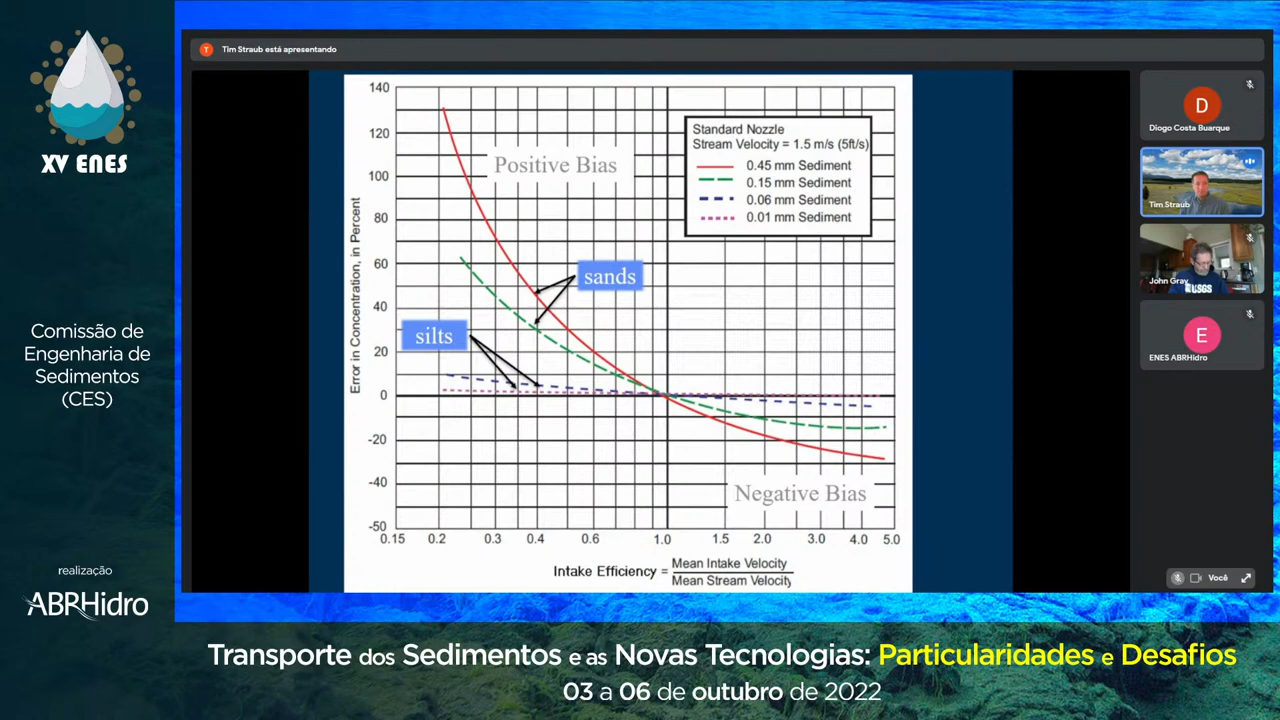 XV ENES
Comissão de
Engenharia de
Sedimentos
(CES)
realização
ABRHidro
T
Tim Straub está apresentando
140
120
100
80
60
40
20
0
-20
-40
-50
Error in Concentration, in Percent
Positive Bias
Standard Nozzle
Stream Velocity = 1.5 m/s (5ft/s)
0.45 mm Sediment
0.15 mm Sediment
0.06 mm Sediment
0.01 mm Sediment
sands
silts
Negative Bias
0.15 0.2 0.3 0.4 0.6 1.0 1.5 2.0 3.0 4.0 5.0
Intake Efficiency = Mean Intake Velocity
Mean Stream Velocity
D
Diogo Costa Buarque
Tim Straub
John Gray
USGS
E
ENES ABRHidro
Você
Transporte dos Sedimentos e as Novas Tecnologias: Particularidades e Desafios
03 a 06 de outubro de 2022